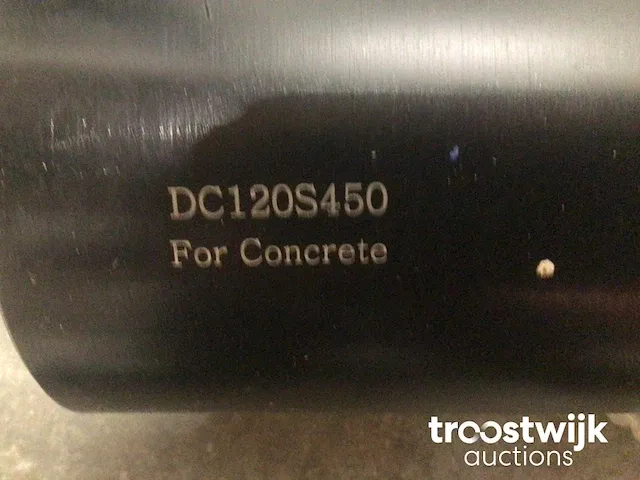 DC120S450
For Concrete
troostwijk
auctions